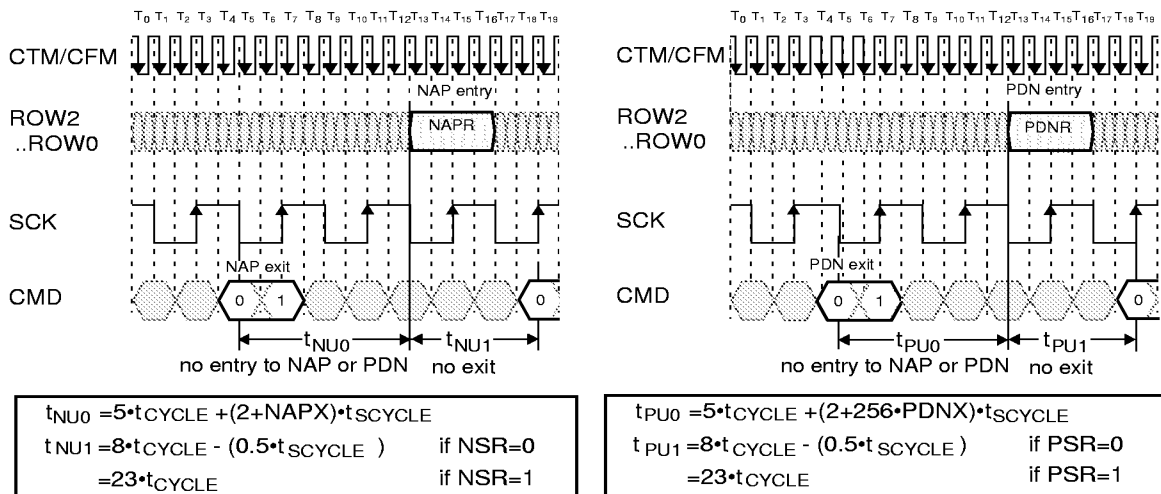 T0 T1 T2 T3 T4 T5 T6 T7 T8 T9 T10 T11 T12 T13 T14 T15 T16 T17 T18 T19
CTM/CFM
NAP entry
ROW2
..ROW0
NAPR
SCK
NAP exit
CMD
0 1 0
tNU0 tNU1
no entry to NAP or PDN no exit
tNU0 =5•tCYCLE +(2+NAPX)•tSCYCLE
tNU1 =8•tCYCLE - (0.5•tSCYCLE ) if NSR=0
=23•tCYCLE if NSR=1
T0 T1 T2 T3 T4 T5 T6 T7 T8 T9 T10 T11 T12 T13 T14 T15 T16 T17 T18 T19
CTM/CFM
PDN entry
ROW2
..ROW0
PDNR
SCK
PDN exit
CMD
0 1 0
tPU0 tPU1
no entry to NAP or PDN no exit
tPU0 =5•tCYCLE +(2+256•PDNX)•tSCYCLE
tPU1 =8•tCYCLE - (0.5•tSCYCLE ) if PSR=0
=23•tCYCLE if PSR=1